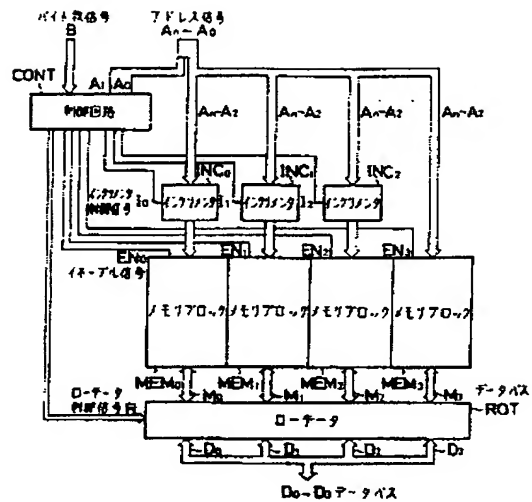 バイト数信号
B
アドレス信号
An~A0
CONT
A1 A0
制御回路
An~A2
An~A2
An~A2
An~A2
INC0
INC1
INC2
インクリメンタ
制御信号
I0
インクリメンタ
I1
インクリメンタ
I2
インクリメンタ
EN0
EN1
EN2
EN3
イネーブル信号
メモリブロック
メモリブロック
メモリブロック
メモリブロック
MEM0
MEM1
MEM2
MEM3
M0
M1
M2
M3
データバス
ローテータ
制御信号R
ローテータ
ROT
D0
D1
D2
D3
D0~D3データバス